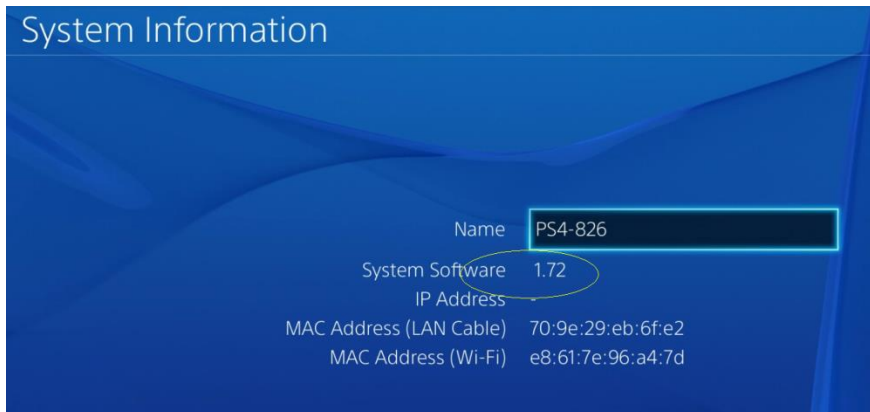 System Information
Name PS4-826
System Software 1.72
IP Address -
MAC Address (LAN Cable) 70:9e:29:eb:6f:e2
MAC Address (Wi-Fi) e8:61:7e:96:a4:7d